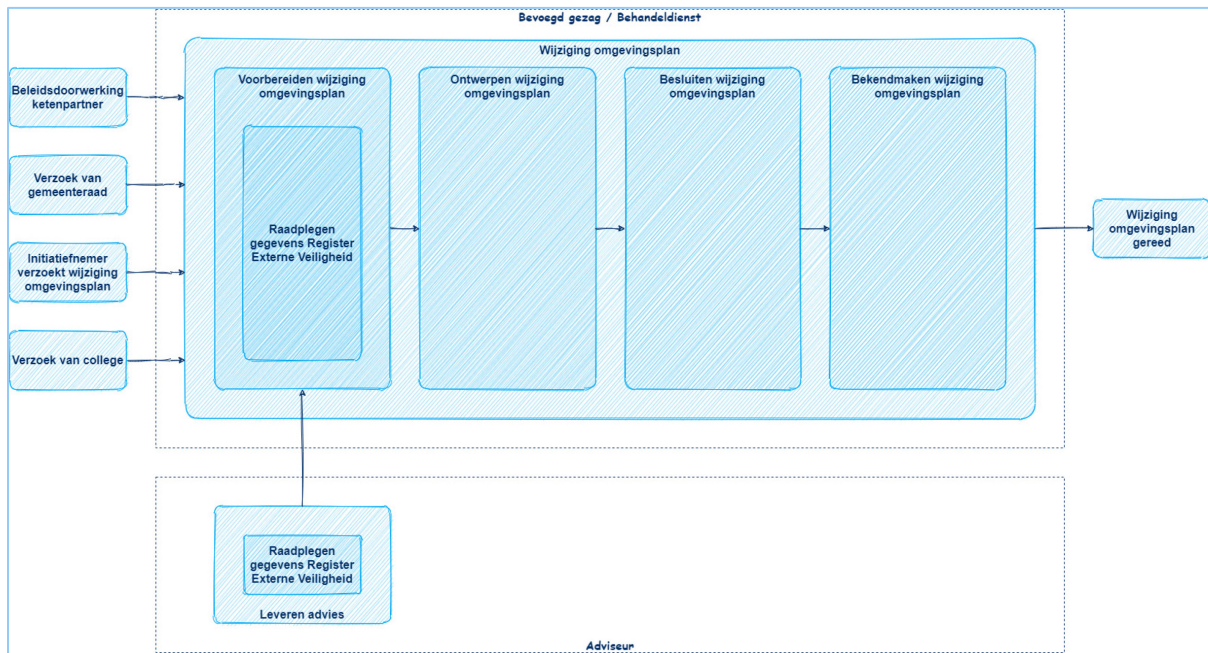 Bevoegd gezag / Behandeldienst
Wijziging omgevingsplan
Beleidsdoorwerking
ketenpartner
Verzoek van
gemeenteraad
Initiatiefnemer
verzoekt wijziging
omgevingsplan
Verzoek van college
Voorbereiden wijziging
omgevingsplan
Raadplegen
gegevens Register
Externe Veiligheid
Ontwerpen wijziging
omgevingsplan
Besluiten wijziging
omgevingsplan
Bekendmaken wijziging
omgevingsplan
Wijziging
omgevingsplan
gereed
Raadplegen
gegevens Register
Externe Veiligheid
Leveren advies
Adviseur